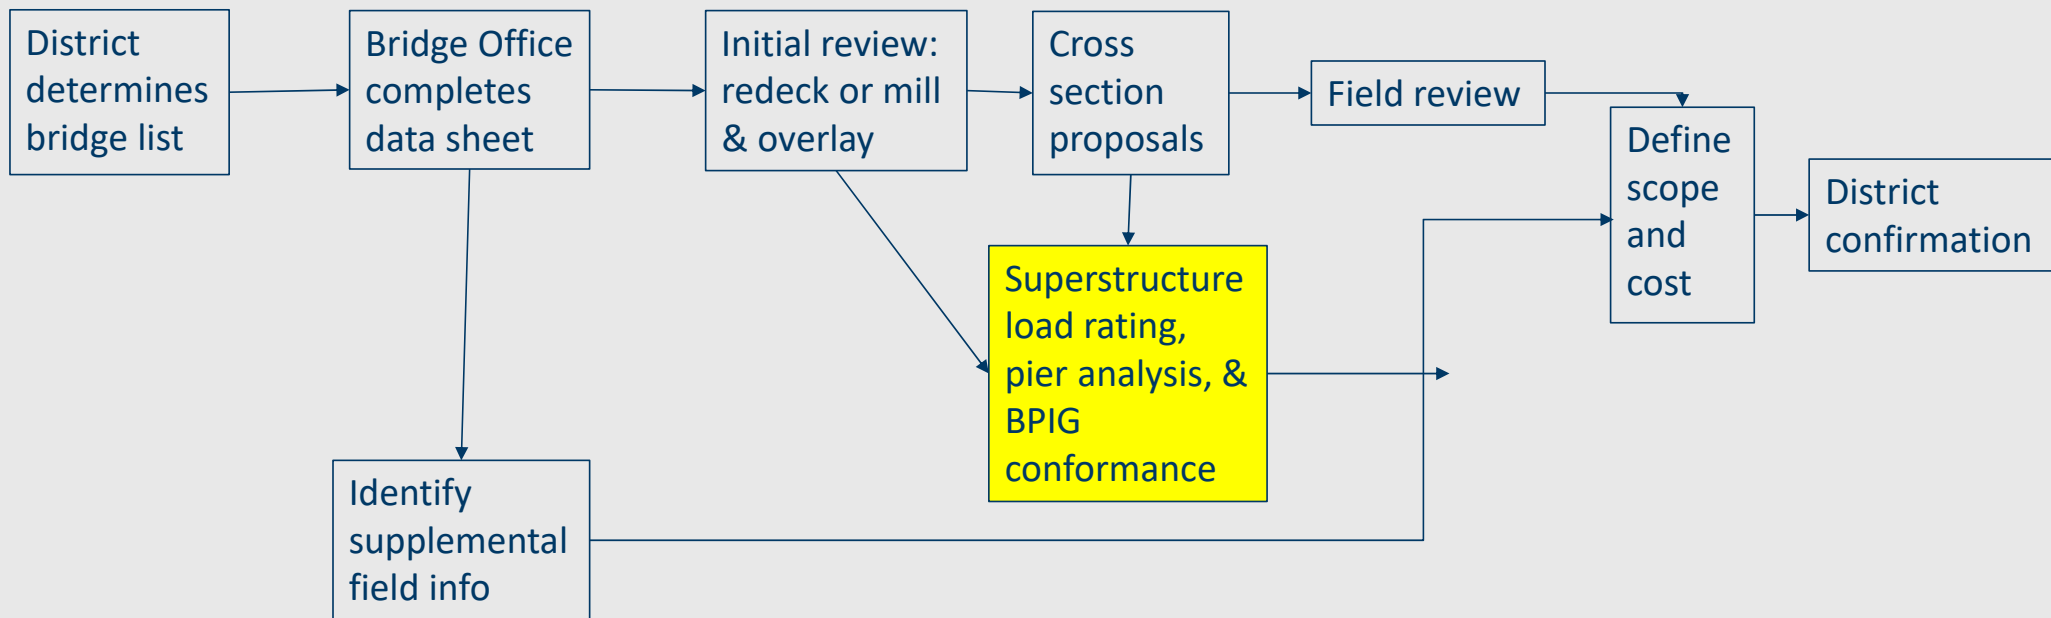 District
determines
bridge list
Bridge Office
completes
data sheet
Initial review:
redeck or mill
& overlay
Cross
section
proposals
Field review
Define
scope
and
cost
District
confirmation
Superstructure
load rating,
pier analysis, &
BPIG
conformance
Identify
supplemental
field info